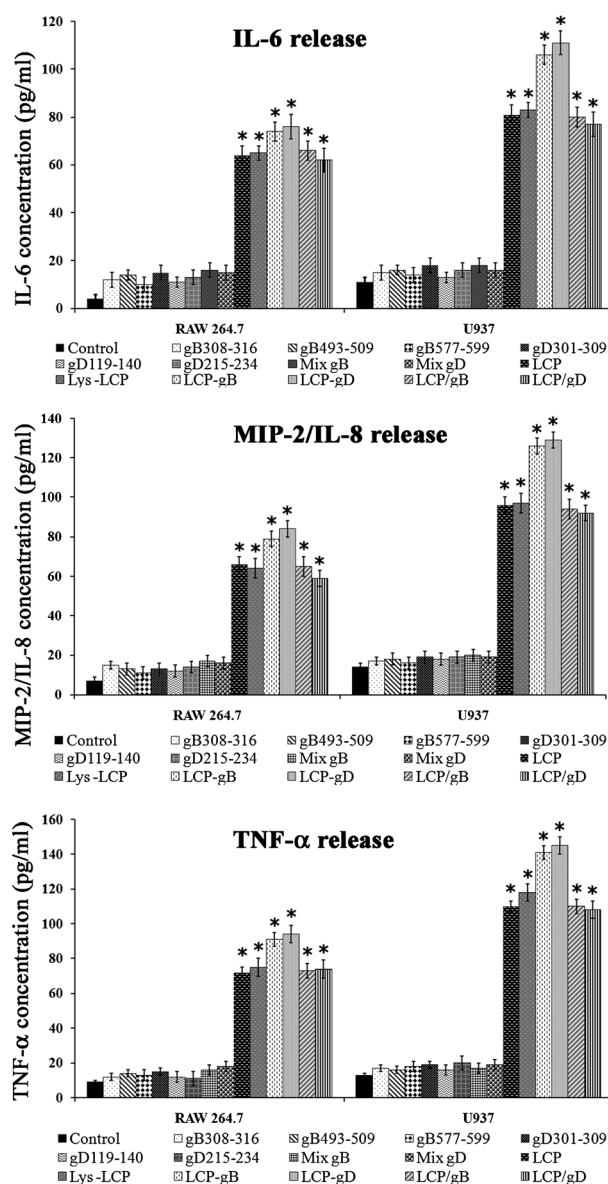 IL-6 release
IL-6 concentration (pg/ml)
120
100
80
60
40
20
0
* * * * * * * * * * * *
RAW 264.7 U937
Control gB308-316 gB493-509 gB577-599 gD301-309
gD119-140 gD215-234 Mix gB Mix gD LCP
Lys-LCP LCP-gB LCP-gD LCP/gB LCP/gD
MIP-2/IL-8 release
MIP-2/IL-8 concentration (pg/ml)
140
120
100
80
60
40
20
0
* * * * * * * * * * * *
RAW 264.7 U937
Control gB308-316 gB493-509 gB577-599 gD301-309
gD119-140 gD215-234 Mix gB Mix gD LCP
Lys-LCP LCP-gB LCP-gD LCP/gB LCP/gD
TNF-α release
TNF-α concentration (pg/ml)
160
140
120
100
80
60
40
20
0
* * * * * * * * * * * *
RAW 264.7 U937
Control gB308-316 gB493-509 gB577-599 gD301-309
gD119-140 gD215-234 Mix gB Mix gD LCP
Lys-LCP LCP-gB LCP-gD LCP/gB LCP/gD